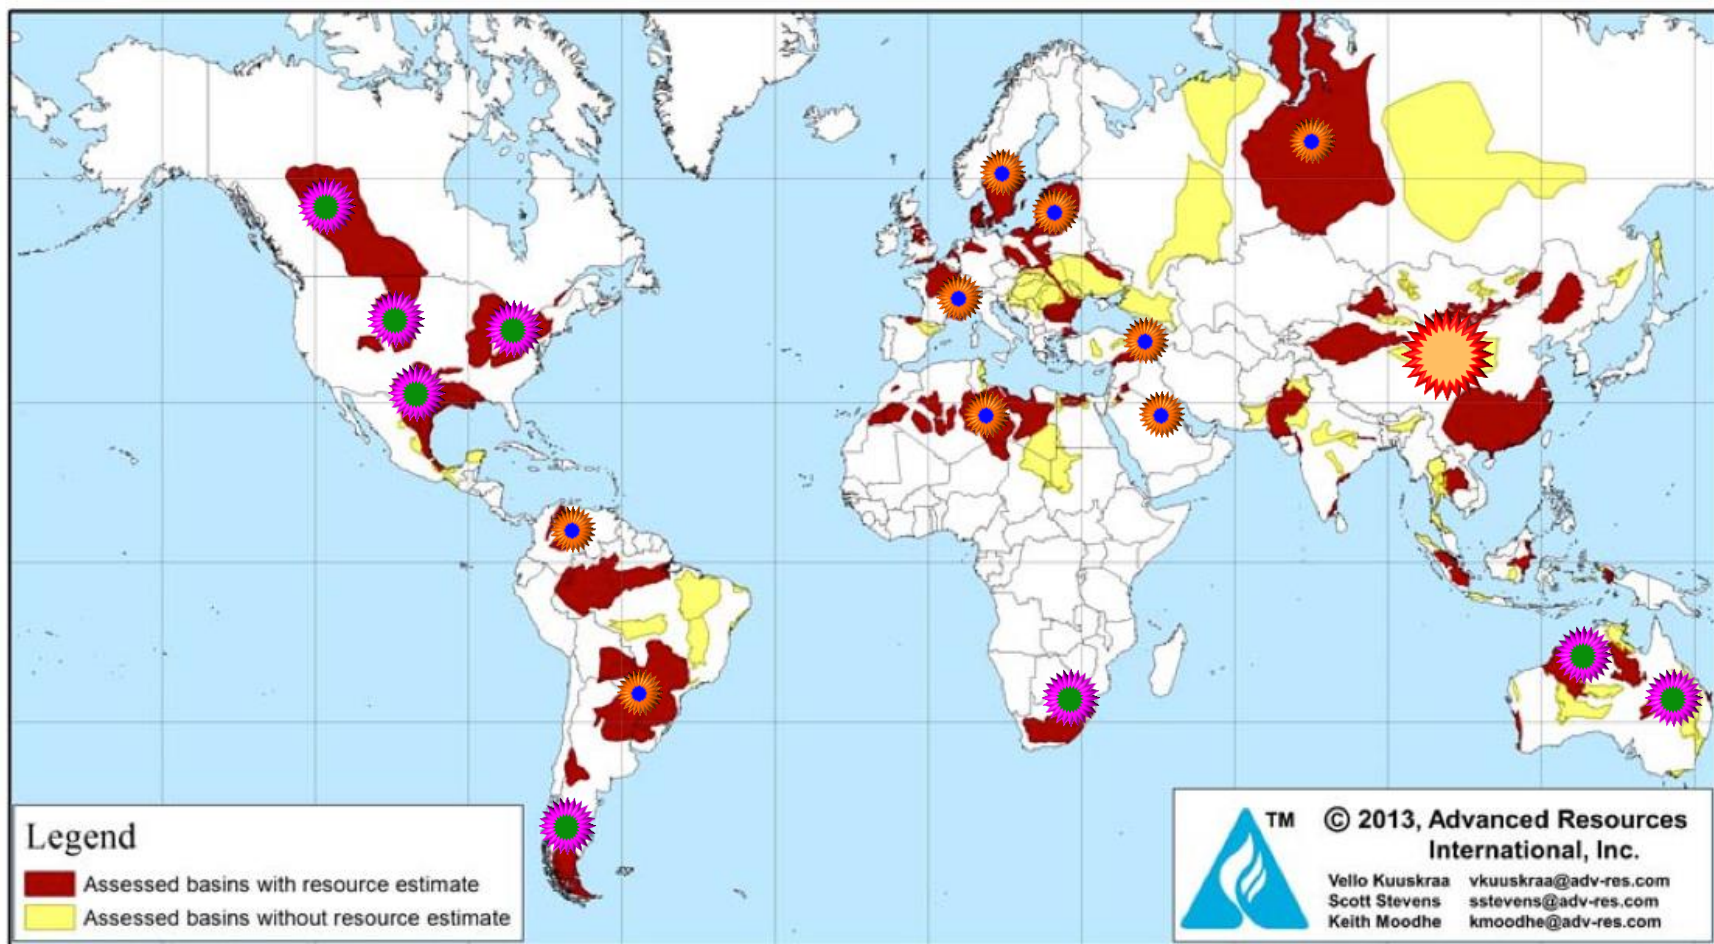 Legend
Assessed basins with resource estimate
Assessed basins without resource estimate
TM
© 2013, Advanced Resources
International, Inc.
Vello Kuuskraa vkuuskraa@adv-res.com
Scott Stevens sstevens@adv-res.com
Keith Moodhe kmoodhe@adv-res.com